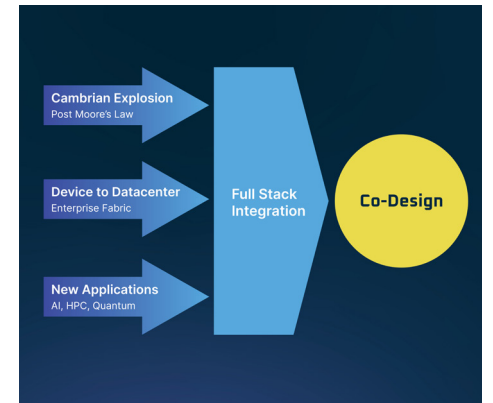 Cambrian Explosion
Post Moore's Law
Device to Datacenter
Enterprise Fabric
New Applications
AI, HPC, Quantum
Full Stack
Integration
Co-Design